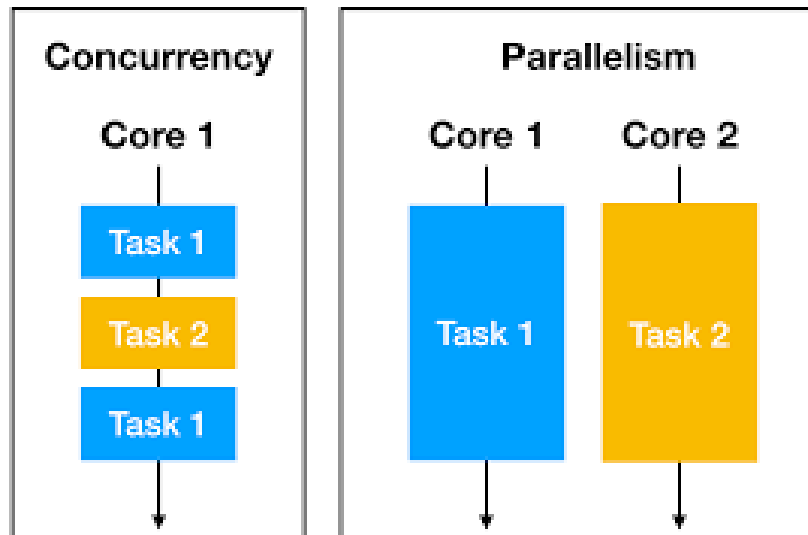 Concurrency
Core 1
Task 1
Task 2
Task 1
Parallelism
Core 1 Core 2
Task 1 Task 2